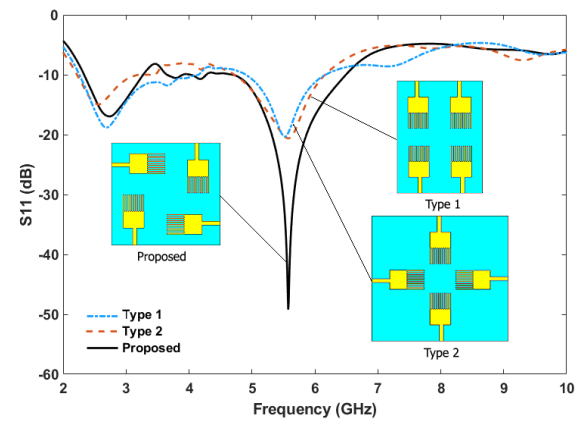 0
-10
-20
-30
-40
-50
-60
S11 (dB)
2
3
4
5
6
7
8
9
10
Frequency (GHz)
Proposed
Type 1
Type 2
Type 1
Type 2
Proposed